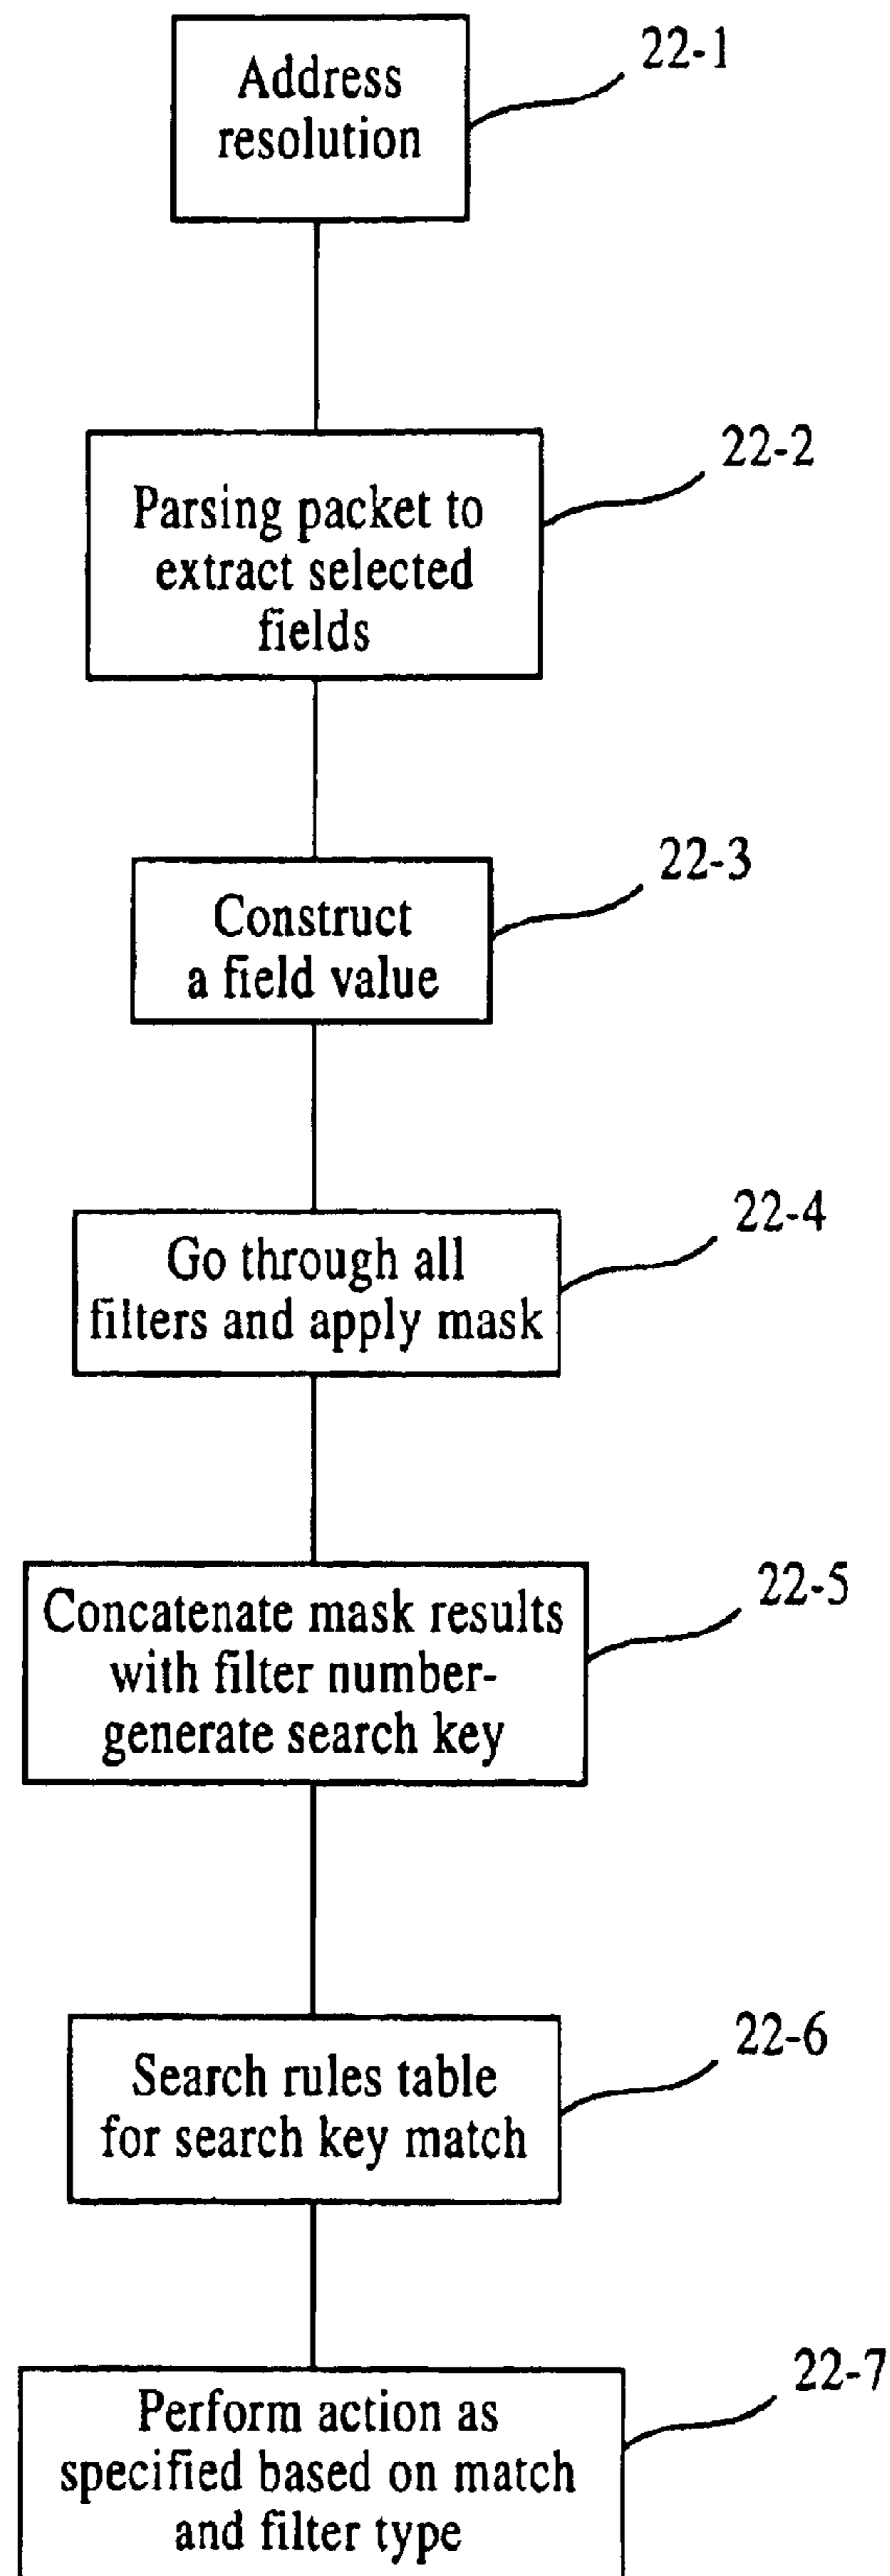 Address
resolution
22-1
Parsing packet to
extract selected
fields
22-2
Construct
a field value
22-3
Go through all
filters and apply mask
22-4
Concatenate mask results
with filter number-
generate search key
22-5
Search rules table
for search key match
22-6
Perform action as
specified based on match
and filter type
22-7